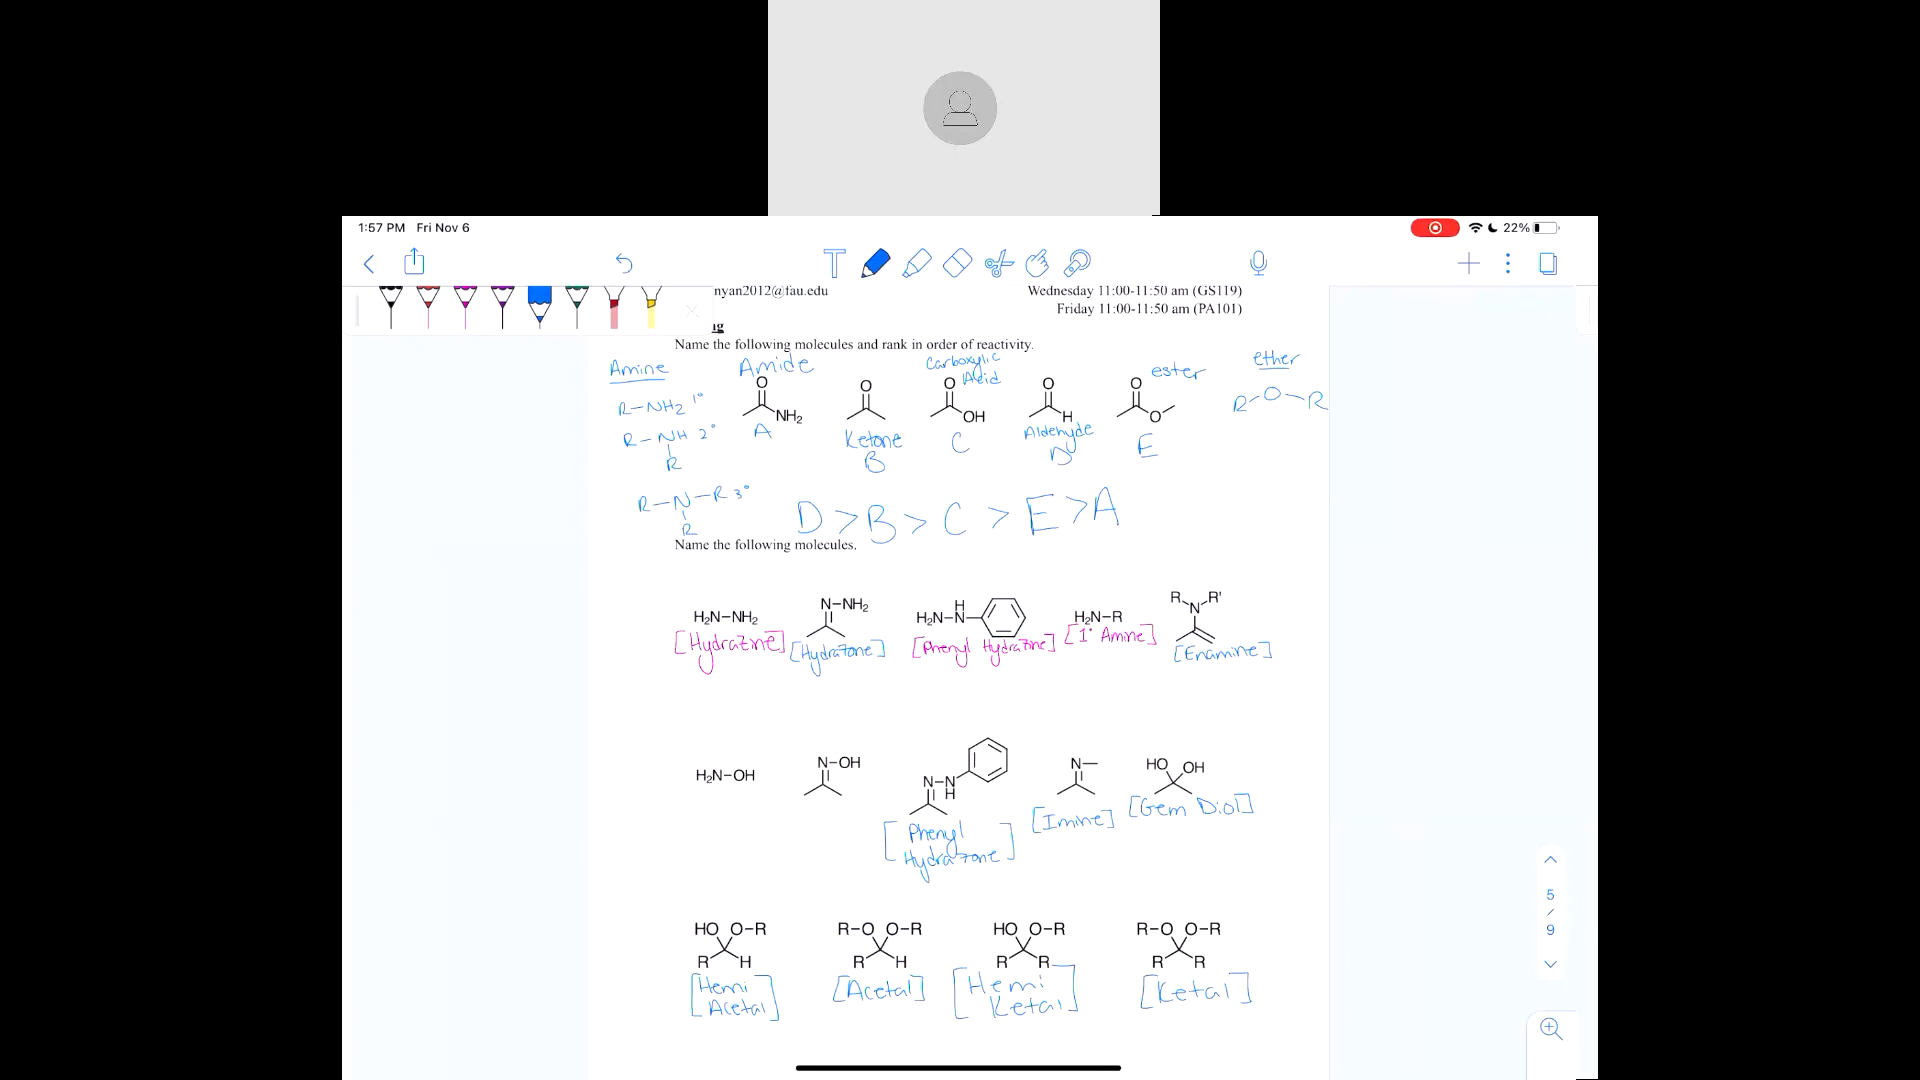 1:57 PM Fri Nov 6
22%
T
nyan2012@fau.edu
Wednesday 11:00-11:50 am (GS119)
Friday 11:00-11:50 am (PA101)
Name the following molecules and rank in order of reactivity.
Amine
Amide
Carboxylic
Acid
ester
ether
R-NH2 1°
O
NH₂
A
O
Ketone
B
O
OH
C
O
H
Aldehyde
D
O
O
E
R-O-R
R-NH 2°
R
R-N-R 3°
R
D > B > C > E > A
Name the following molecules.
H₂N-NH₂
[Hydrazine]
N-NH₂
[Hydrazone]
H₂N-N
H
[Phenyl Hydrazine]
H₂N-R
[1° Amine]
R R'
N
[Enamine]
H₂N-OH
N-OH
N-N
H
[Phenyl
Hydrazone]
N
[Imine]
HO OH
[Gem Diol]
HO O-R
R H
[Hemi
Acetal]
R-O O-R
R H
[Acetal]
HO O-R
R R
[Hemi
Ketal]
R-O O-R
R R
[Ketal]
5
/
9